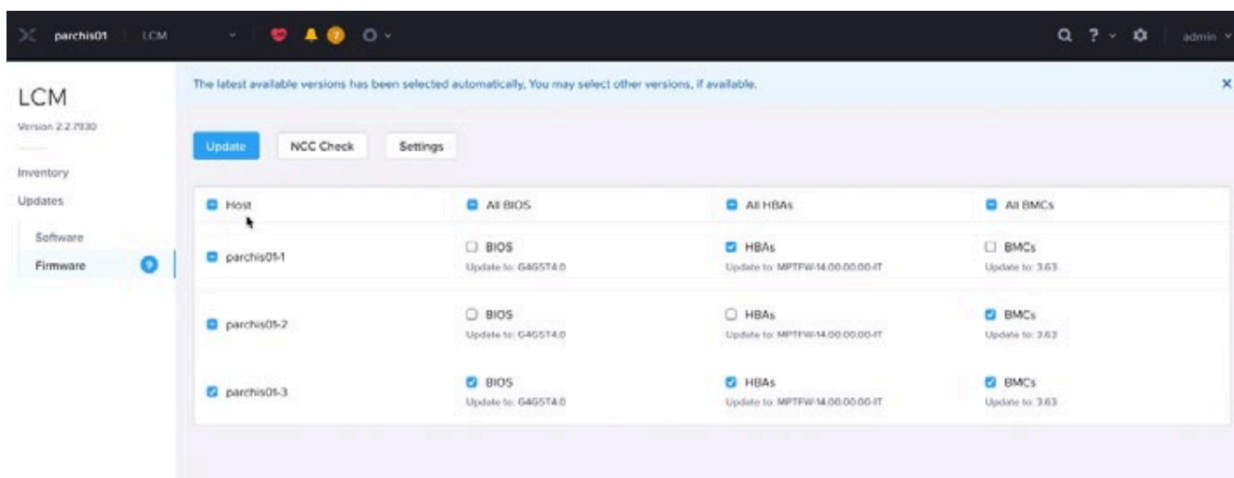 parchis01 LCM admin
The latest available versions has been selected automatically, You may select other versions, if available.
LCM
Version 2.2.7930
Update NCC Check Settings
Inventory
Updates
Software
Firmware 9
Host All BIOS All HBAs All BMCs
parchis01-1 BIOS HBAs BMCs
Update to: G4G5T4.0 Update to: MPTFW-14.00.00.00-IT Update to: 3.63
parchis01-2 BIOS HBAs BMCs
Update to: G4G5T4.0 Update to: MPTFW-14.00.00.00-IT Update to: 3.63
parchis01-3 BIOS HBAs BMCs
Update to: G4G5T4.0 Update to: MPTFW-14.00.00.00-IT Update to: 3.63